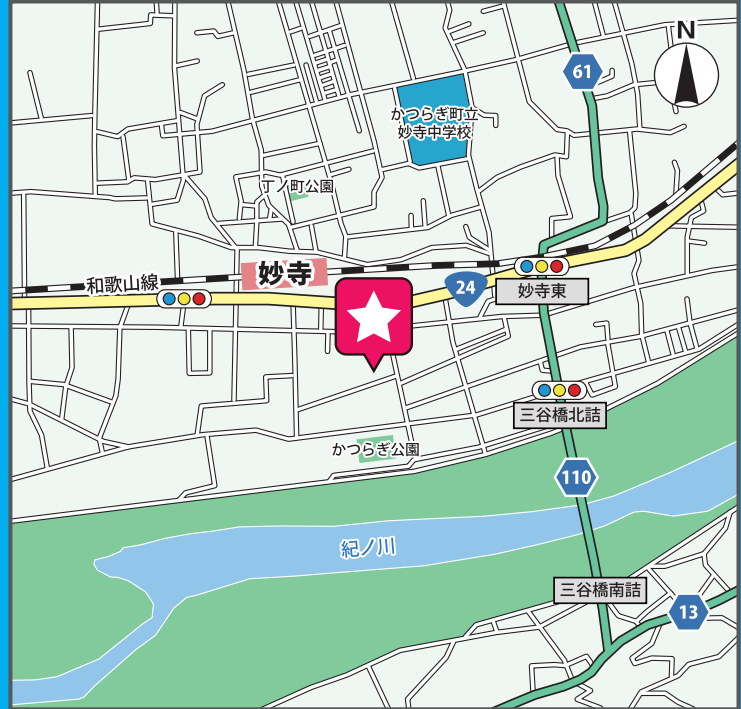 N
61
かつらぎ町立
妙寺中学校
丁ノ町公園
妙寺
和歌山線
24
妙寺東
三谷橋北詰
かつらぎ公園
110
紀ノ川
三谷橋南詰
13